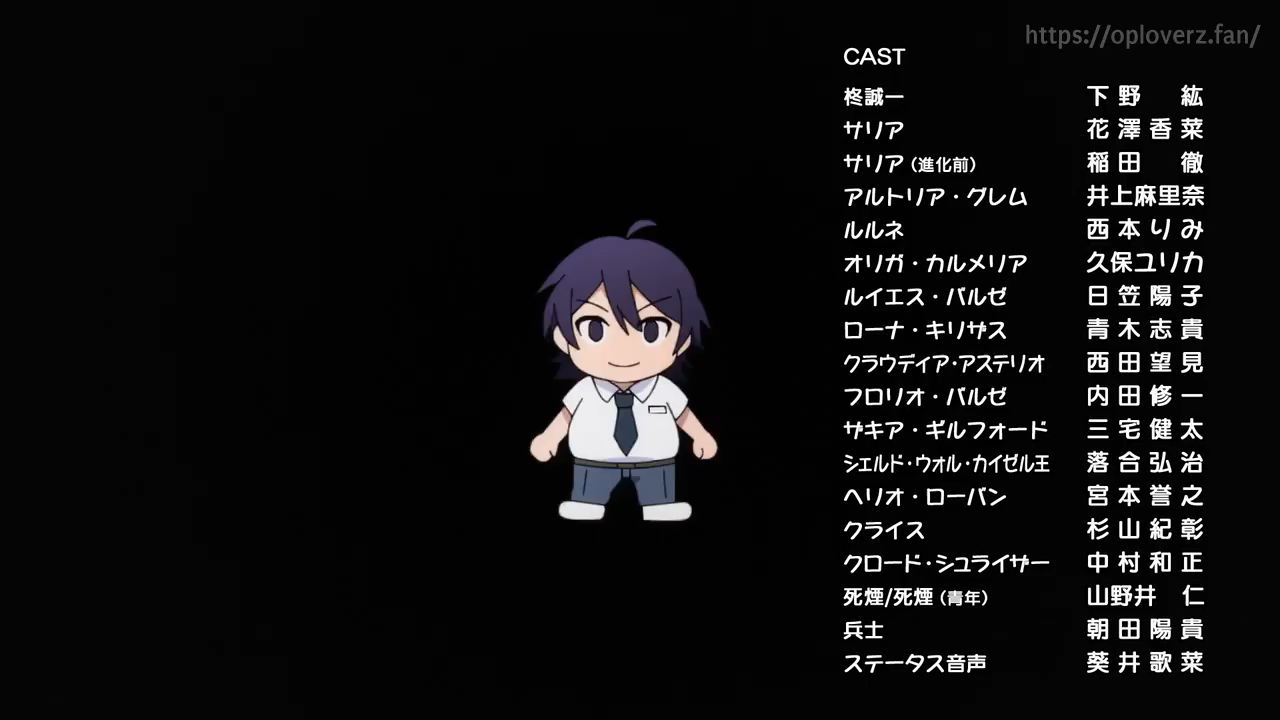 https://oploverz.fan/
CAST
柊誠一 下野 紘
サリア 花澤香菜
サリア（進化前） 稲田 徹
アルトリア・グレム 井上麻里奈
ルルネ 西本りみ
オリガ・カルメリア 久保ユリカ
ルイエス・バルゼ 日笠陽子
ローナ・キリザス 青木志貴
クラウディア・アステリオ 西田望見
フロリオ・バルゼ 内田修一
ザキア・ギルフォード 三宅健太
シェルド・ウォル・カイゼル王 落合弘治
ヘリオ・ローバン 宮本誉之
クライス 杉山紀彰
クロード・シュライザー 中村和正
死煙/死煙（青年） 山野井 仁
兵士 朝田陽貴
ステータス音声 葵井歌菜